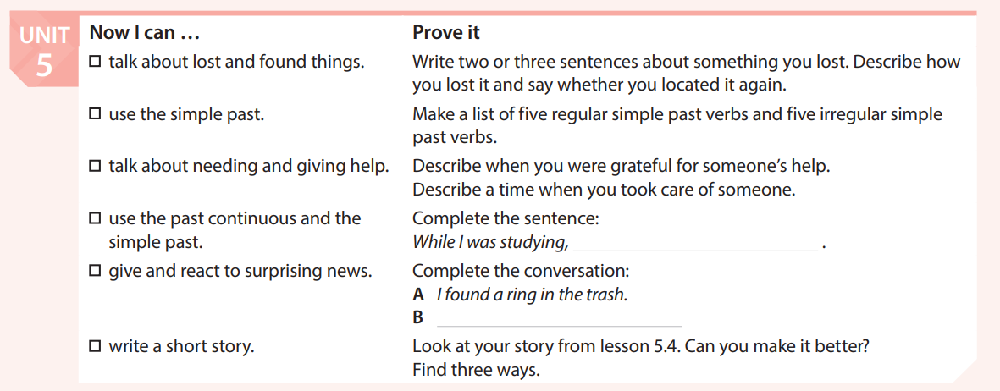 UNIT
5
Now I can … Prove it
☐ talk about lost and found things. Write two or three sentences about something you lost. Describe how
you lost it and say whether you located it again.
☐ use the simple past. Make a list of five regular simple past verbs and five irregular simple
past verbs.
☐ talk about needing and giving help. Describe when you were grateful for someone’s help.
Describe a time when you took care of someone.
☐ use the past continuous and the Complete the sentence:
simple past. While I was studying, ______________________________ .
☐ give and react to surprising news. Complete the conversation:
A I found a ring in the trash.
B ______________________________
☐ write a short story. Look at your story from lesson 5.4. Can you make it better?
Find three ways.